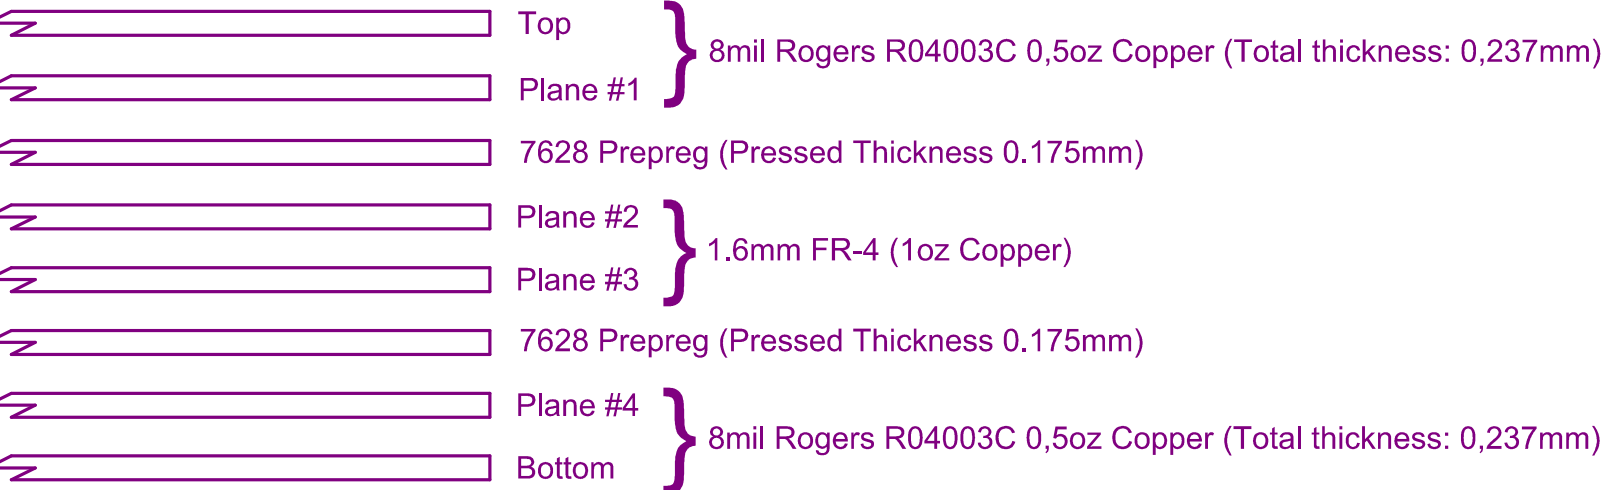 Top
8mil Rogers R04003C 0,5oz Copper (Total thickness: 0,237mm)
Plane #1
7628 Prepreg (Pressed Thickness 0.175mm)
Plane #2
1.6mm FR-4 (1oz Copper)
Plane #3
7628 Prepreg (Pressed Thickness 0.175mm)
Plane #4
8mil Rogers R04003C 0,5oz Copper (Total thickness: 0,237mm)
Bottom